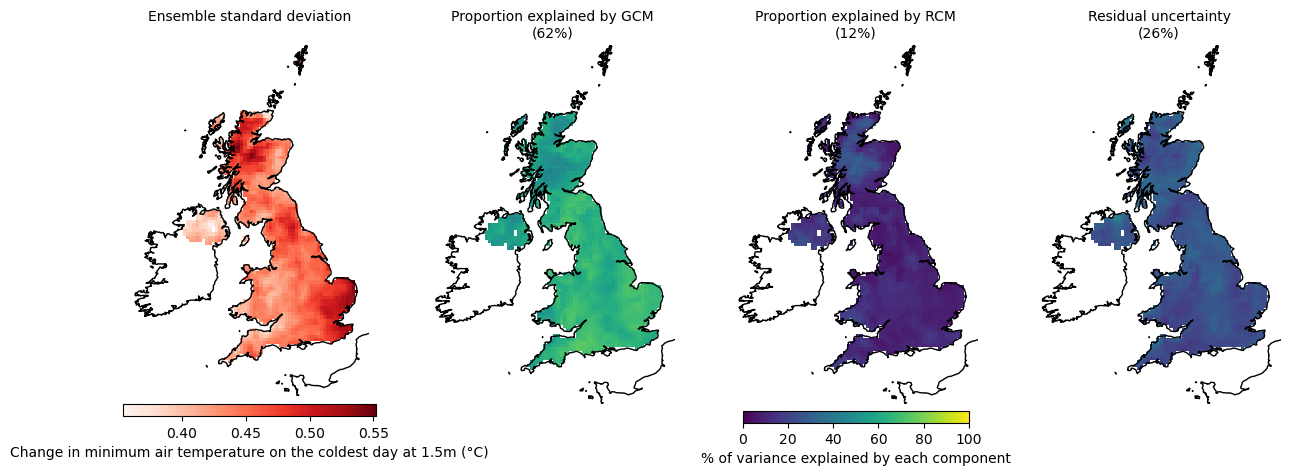 Ensemble standard deviation
Proportion explained by GCM
(62%)
Proportion explained by RCM
(12%)
Residual uncertainty
(26%)
0.40 0.45 0.50 0.55
Change in minimum air temperature on the coldest day at 1.5m (°C)
0 20 40 60 80 100
% of variance explained by each component